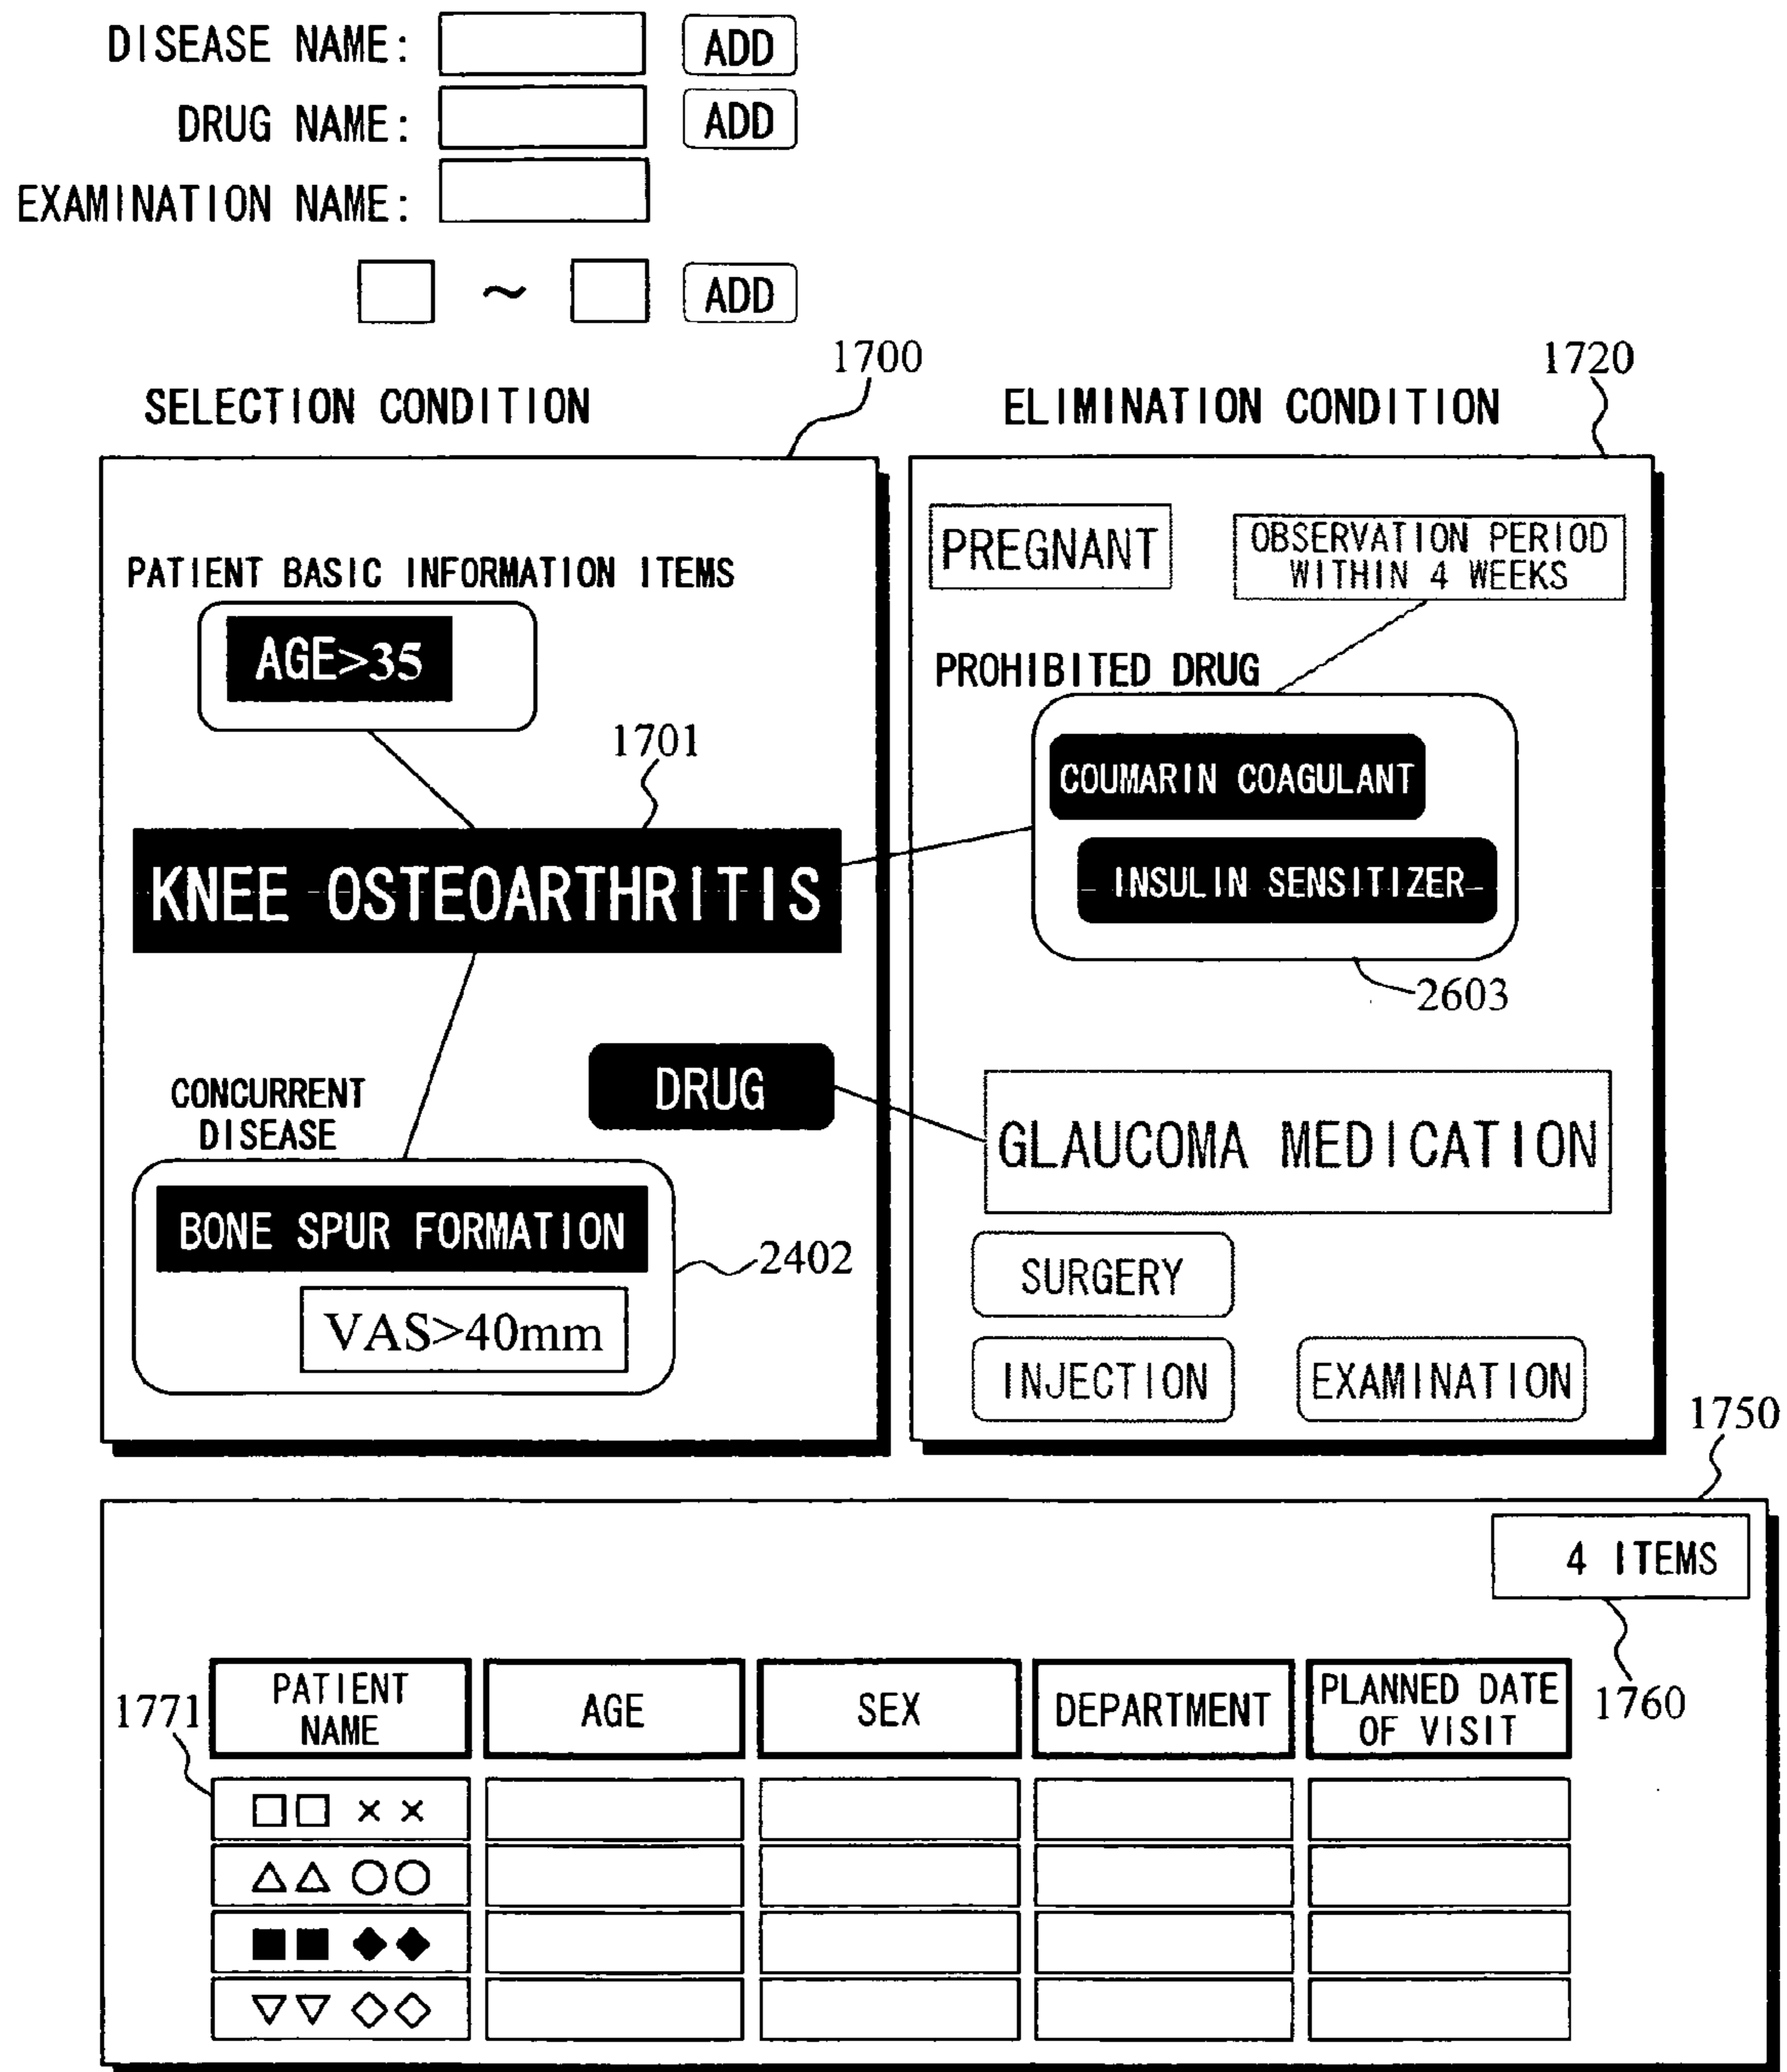 DISEASE NAME: ADD
DRUG NAME: ADD
EXAMINATION NAME:
~ ADD
1700
1720
SELECTION CONDITION
ELIMINATION CONDITION
PREGNANT
OBSERVATION PERIOD
WITHIN 4 WEEKS
PATIENT BASIC INFORMATION ITEMS
AGE>35
PROHIBITED DRUG
1701
COUMARIN COAGULANT
KNEE OSTEOARTHRITIS
INSULIN SENSITIZER
2603
DRUG
CONCURRENT
DISEASE
GLAUCOMA MEDICATION
BONE SPUR FORMATION
2402
VAS>40mm
SURGERY
INJECTION
EXAMINATION
1750
4 ITEMS
1760
1771
PATIENT
NAME
AGE
SEX
DEPARTMENT
PLANNED DATE
OF VISIT
□□ ××
△△ ○○
■■ ◆◆
▽▽ ◇◇